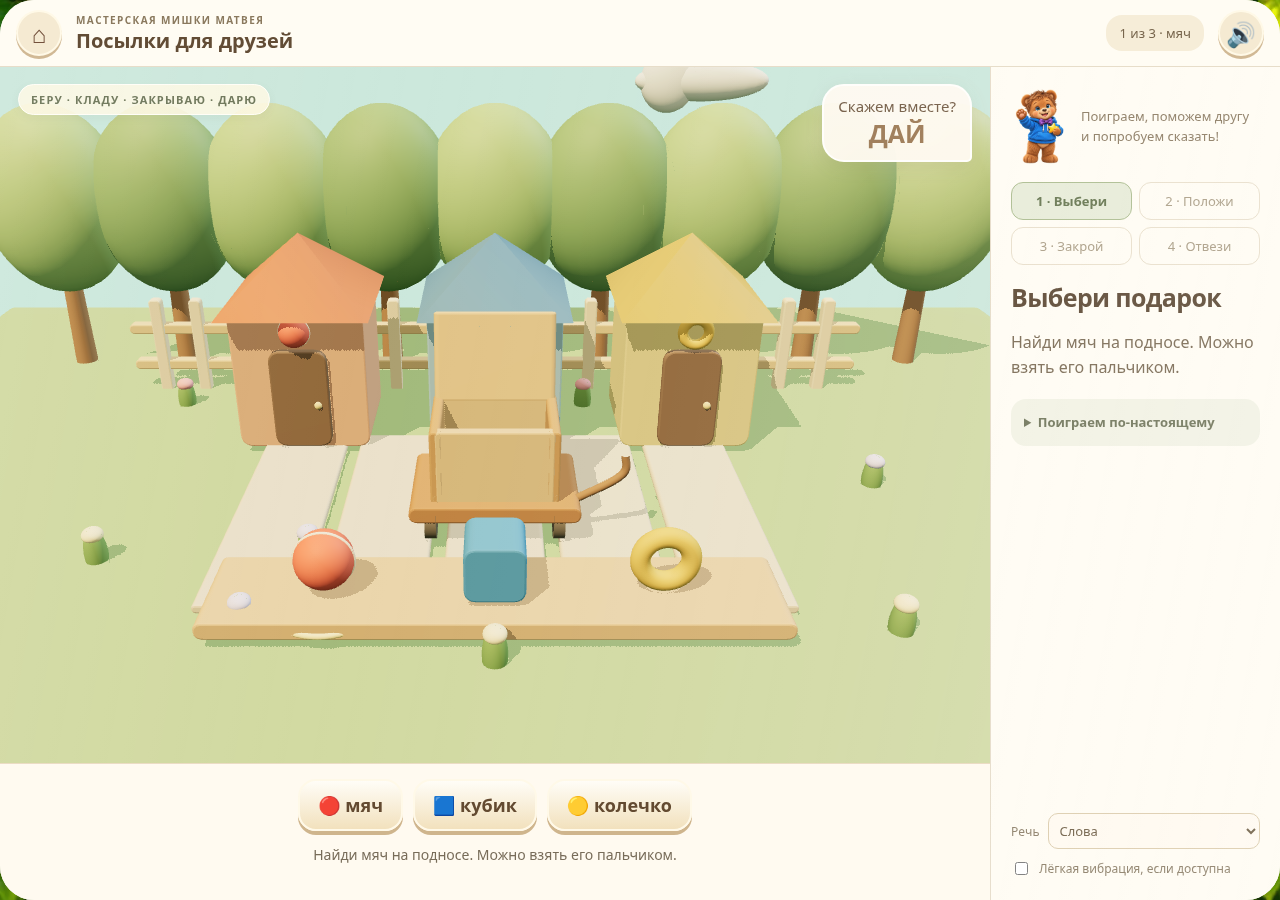 МАСТЕРСКАЯ МИШКИ МАТВЕЯ
Посылки для друзей
1 из 3 · мяч
БЕРУ · КЛАДУ · ЗАКРЫВАЮ · ДАРЮ
Скажем вместе?
ДАЙ
Поиграем, поможем другу
и попробуем сказать!
1 · Выбери
2 · Положи
3 · Закрой
4 · Отвези
Выбери подарок
Найди мяч на подносе. Можно
взять его пальчиком.
Поиграем по-настоящему
мяч
кубик
колечко
Найди мяч на подносе. Можно взять его пальчиком.
Речь
Слова
Лёгкая вибрация, если доступна